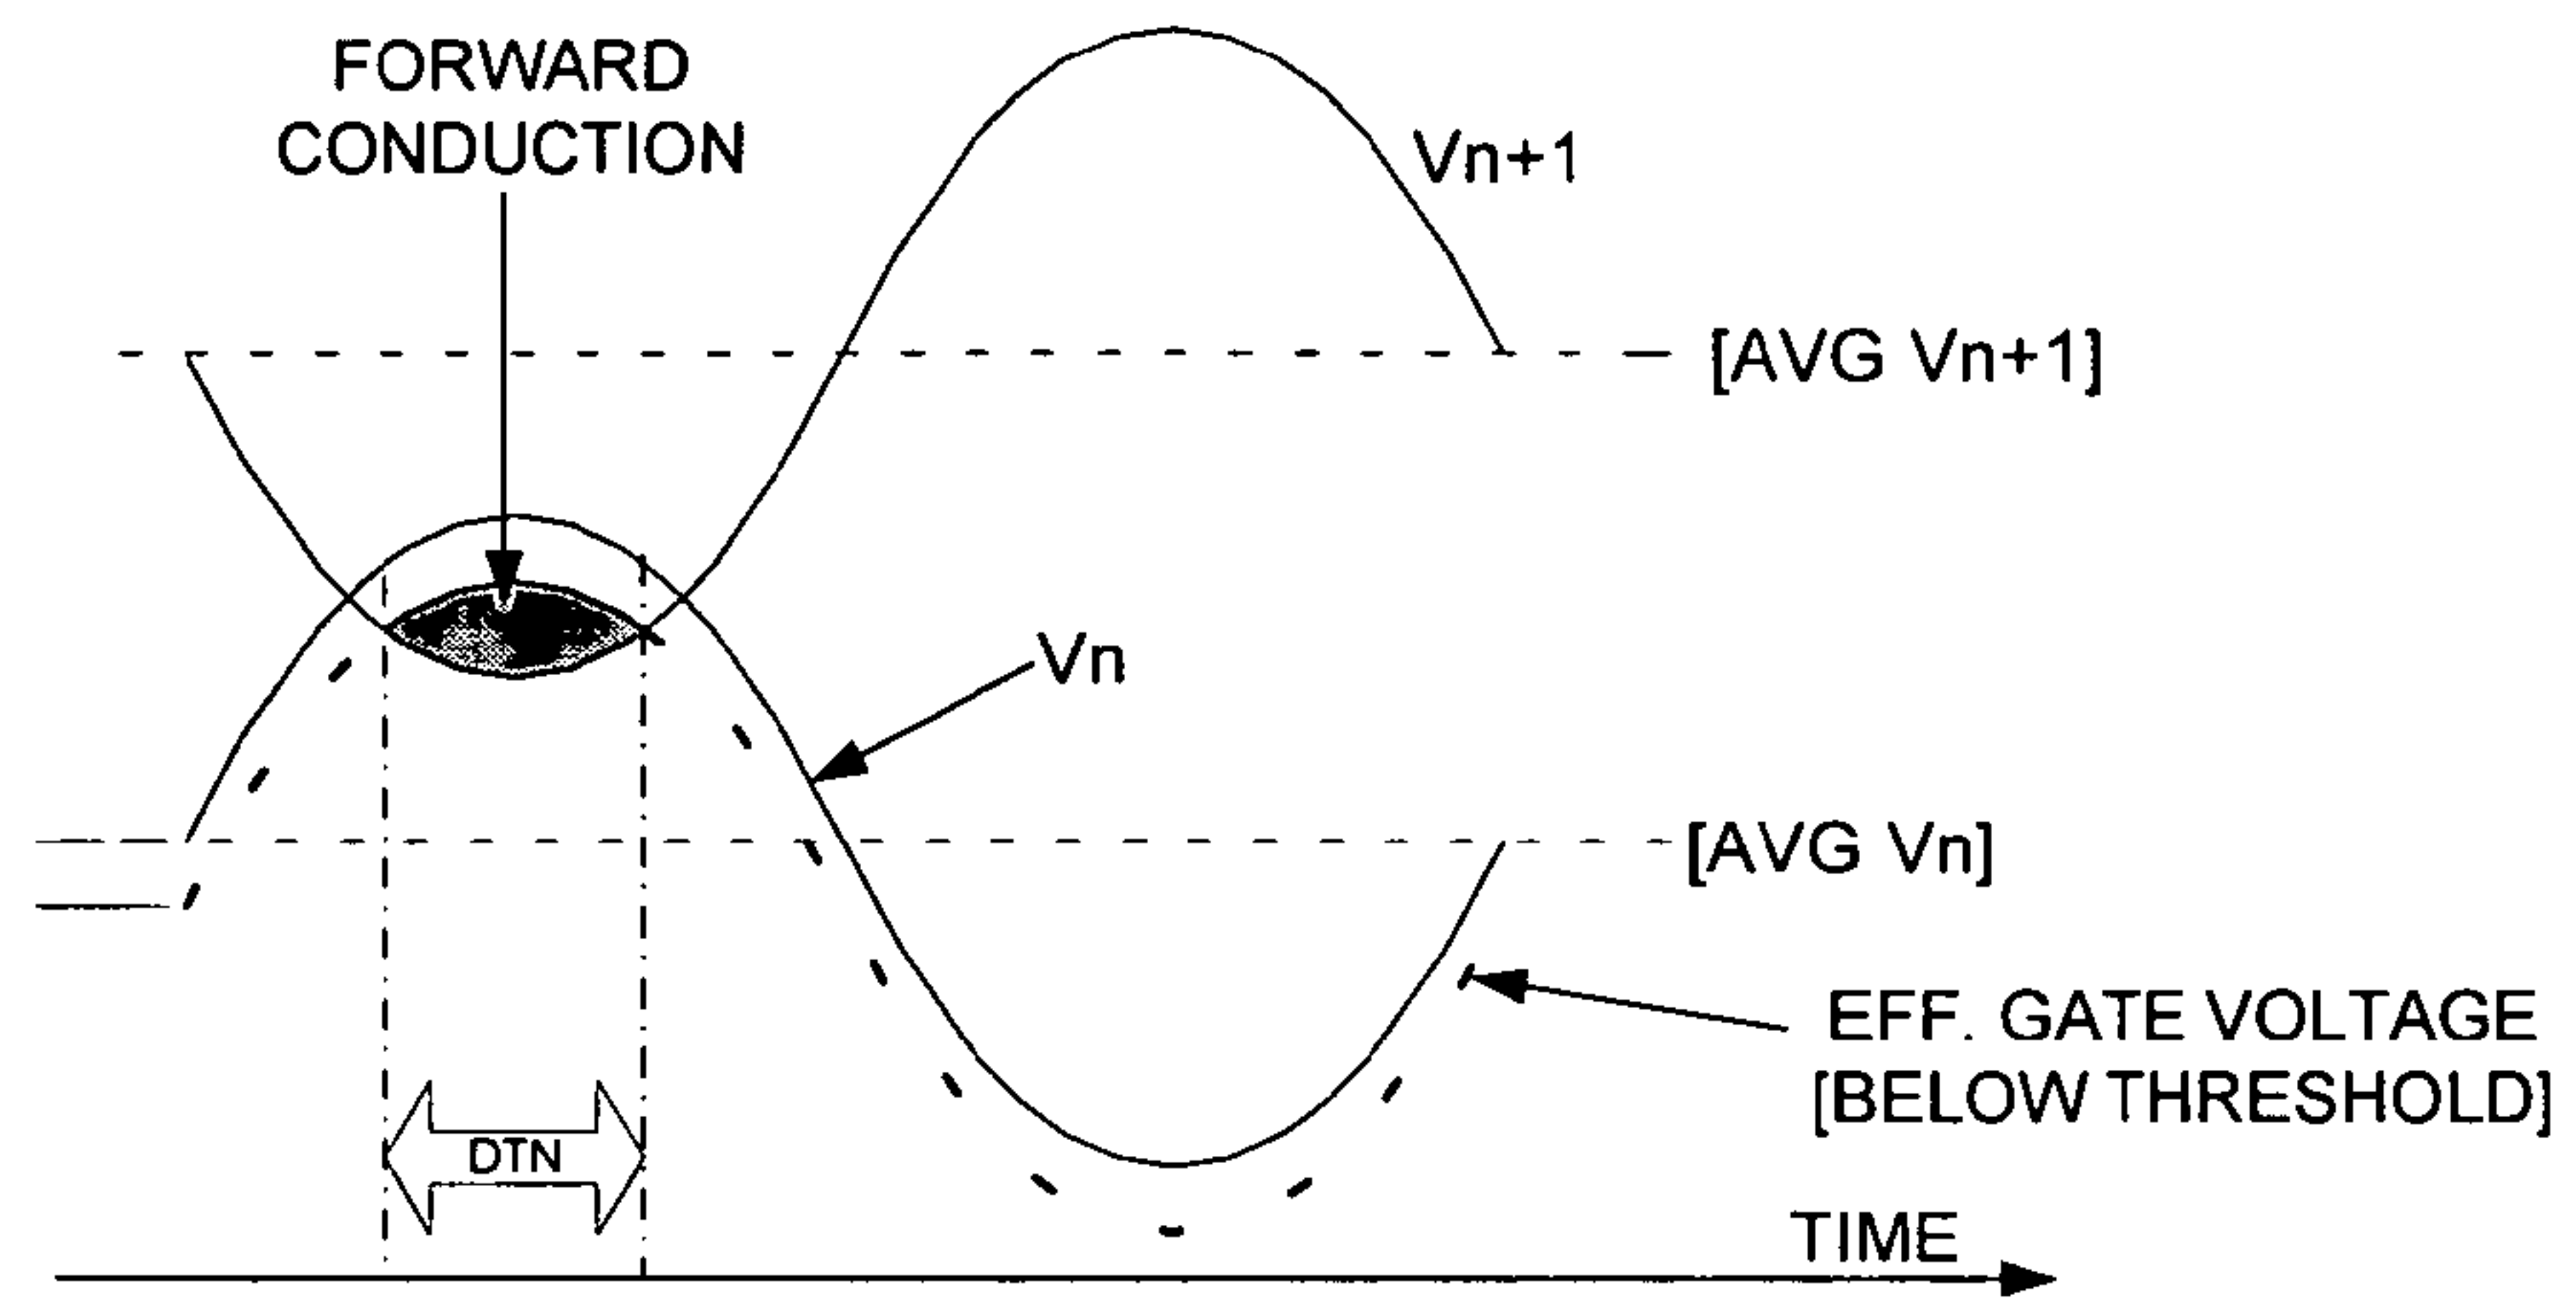 FORWARD
CONDUCTION
Vn+1
[AVG Vn+1]
Vn
[AVG Vn]
EFF. GATE VOLTAGE
[BELOW THRESHOLD]
DTN
TIME